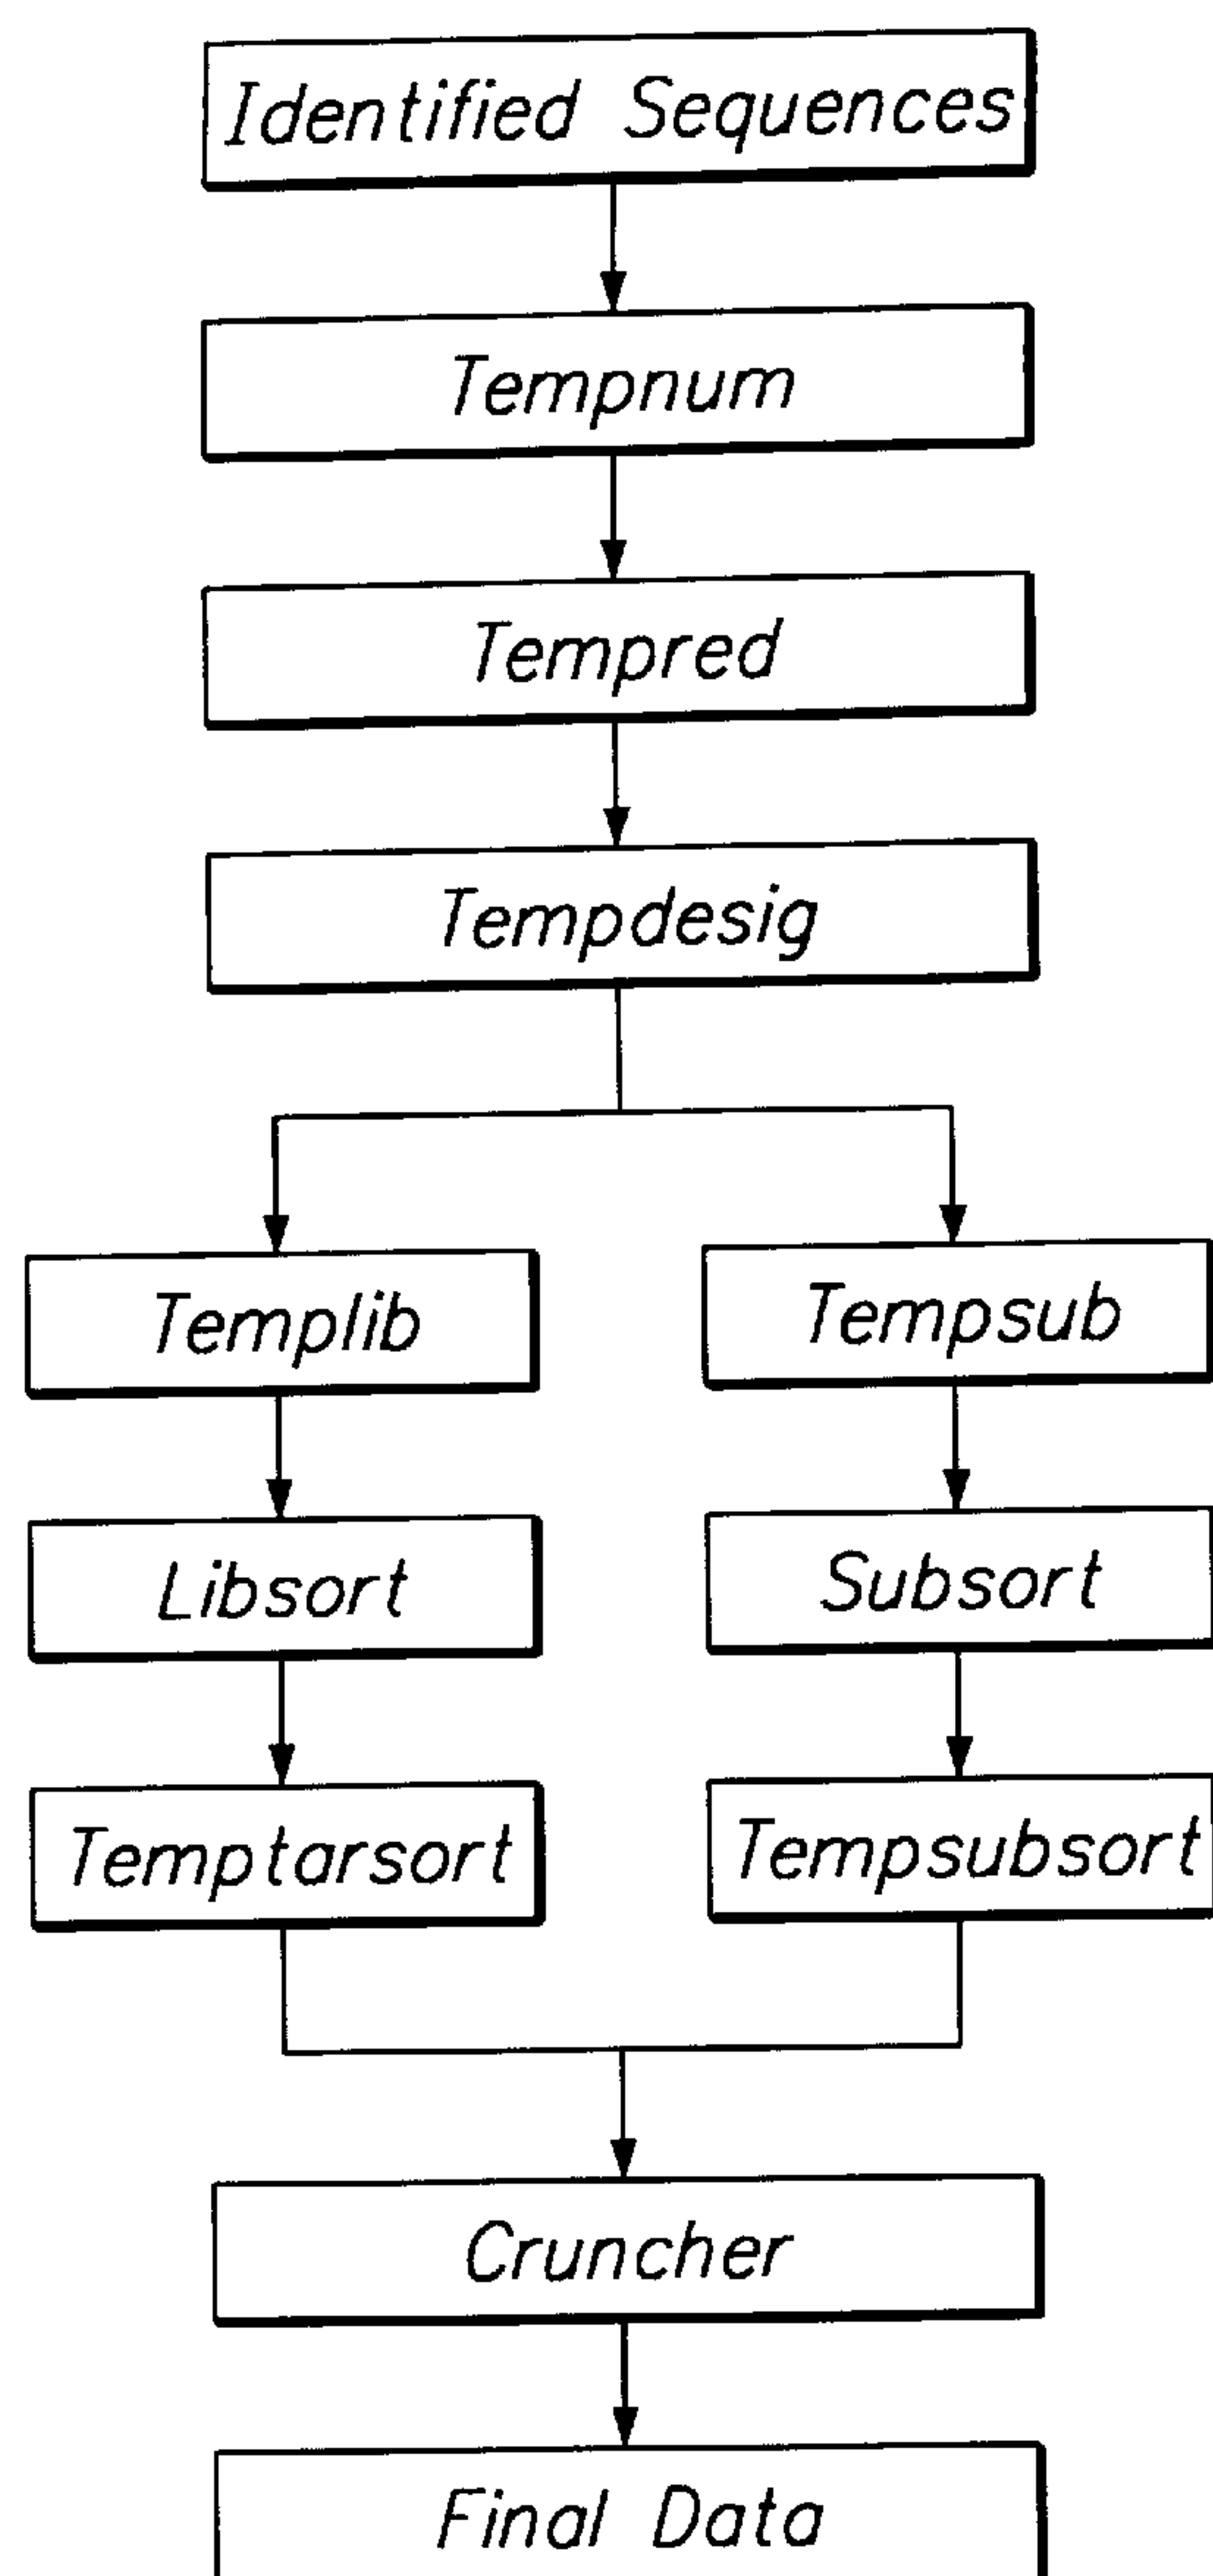 Identified Sequences
Tempnum
Tempred
Tempdesig
Templib
Tempsub
Libsort
Subsort
Temptarsort
Tempsubsort
Cruncher
Final Data